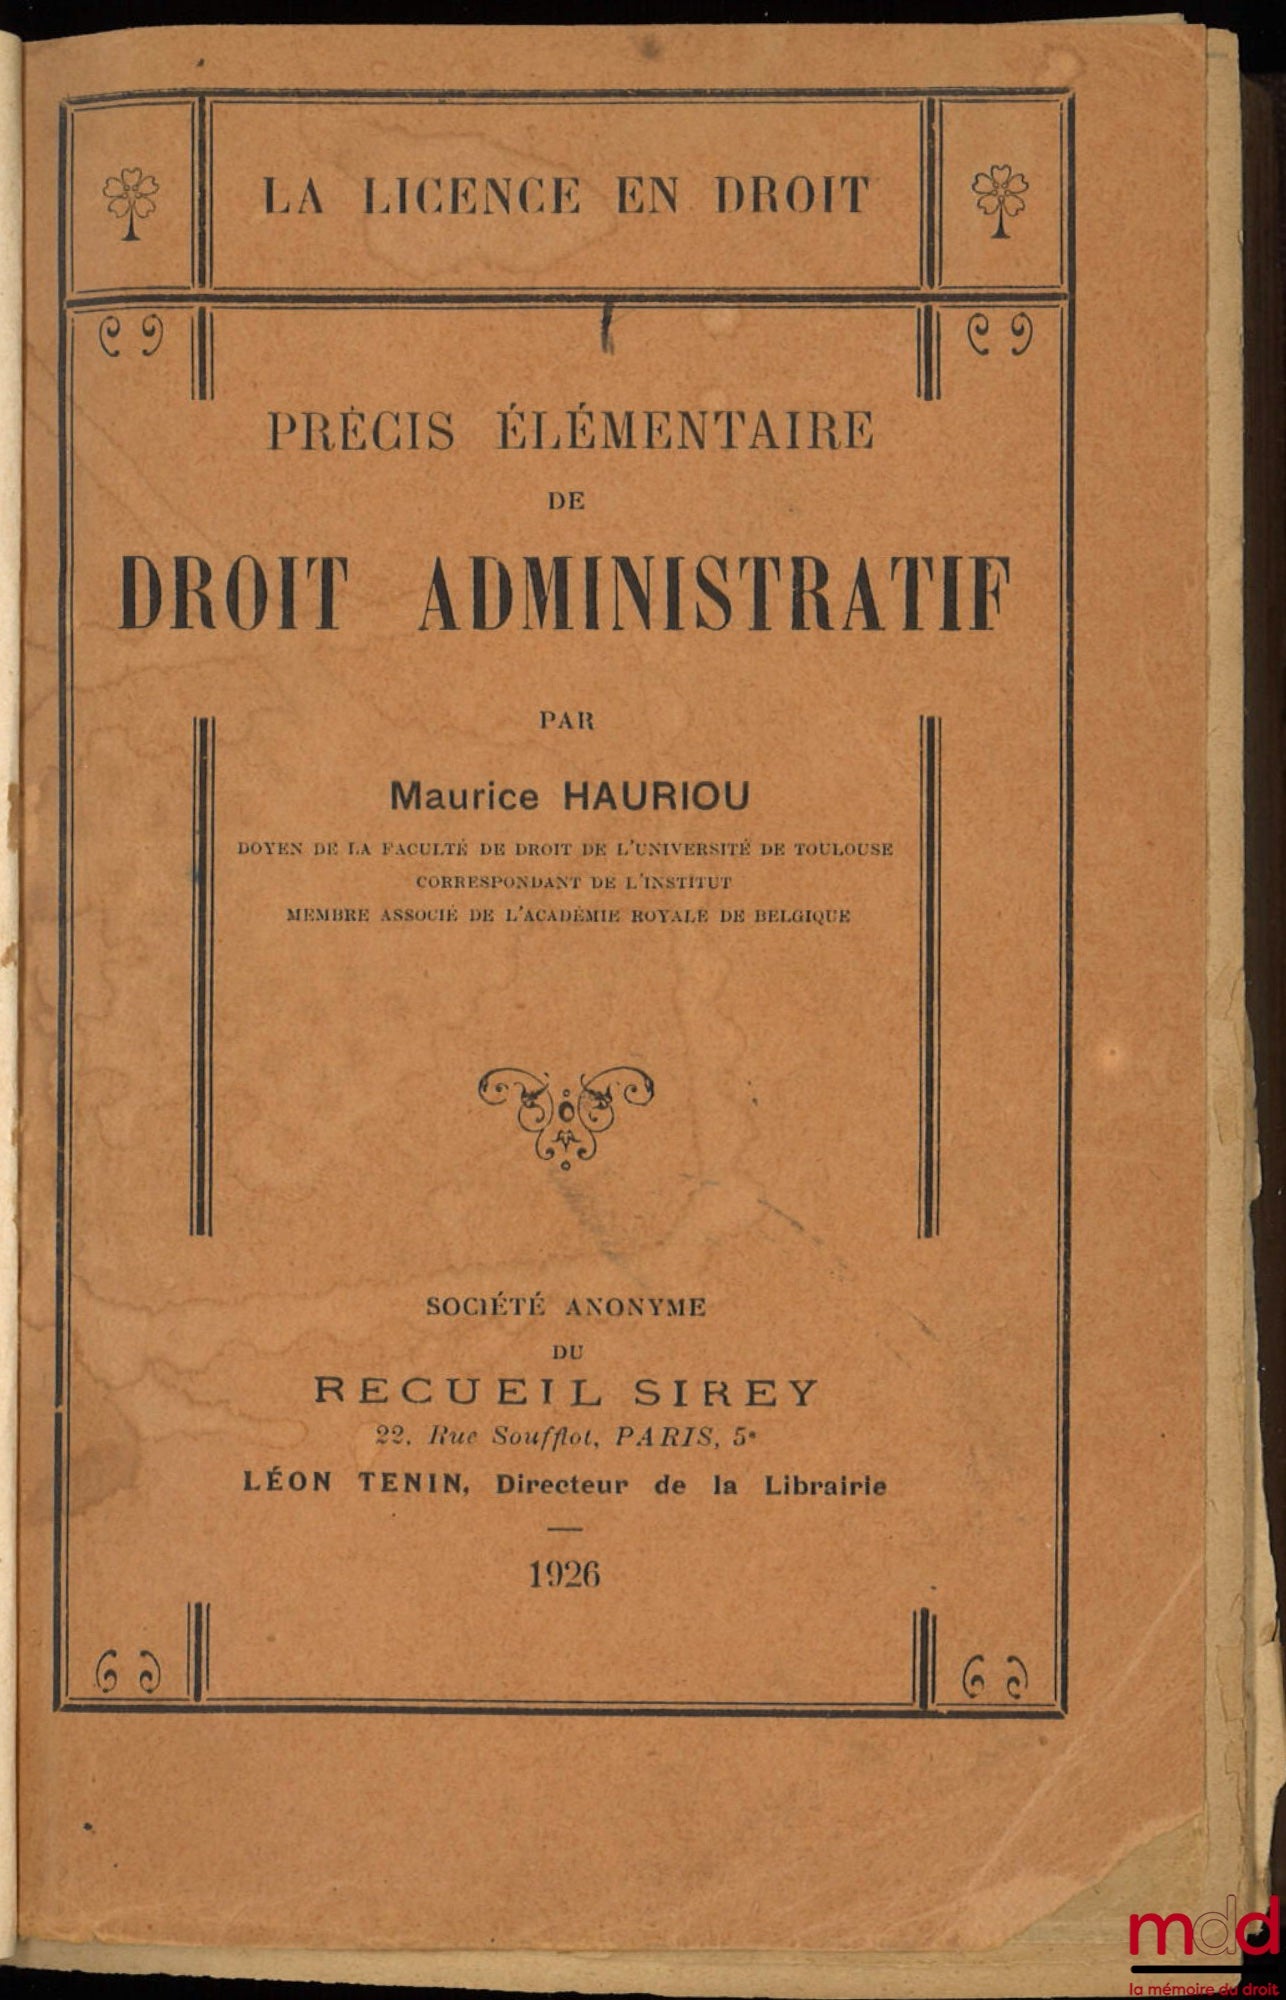 LA LICENCE EN DROIT
PRÉCIS ÉLÉMENTAIRE
DE
DROIT ADMINISTRATIF
PAR
Maurice HAURIOU
DOYEN DE LA FACULTÉ DE DROIT DE L'UNIVERSITÉ DE TOULOUSE
CORRESPONDANT DE L'INSTITUT
MEMBRE ASSOCIÉ DE L'ACADÉMIE ROYALE DE BELGIQUE
SOCIÉTÉ ANONYME
DU
RECUEIL SIREY
22, Rue Soufflot, PARIS, 5e
LÉON TENIN, Directeur de la Librairie
1926
mdd
la mémoire du droit